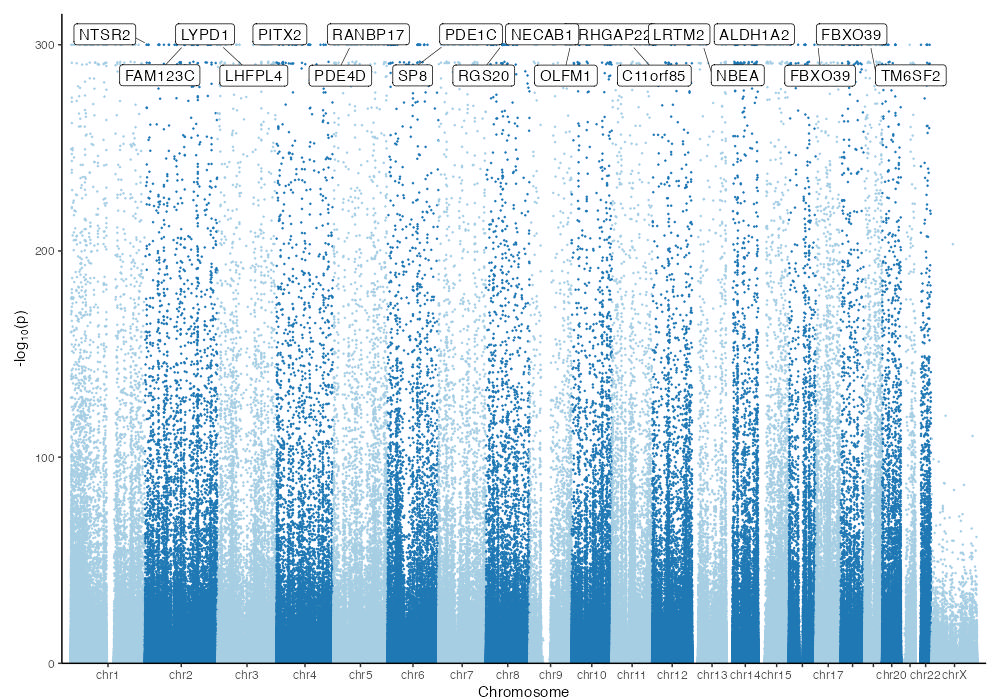 NTSR2 LYPD1 PITX2 RANBP17 PDE1C NECAB1 RHGAP22 LRTM2 ALDH1A2 FBXO39
FAM123C LHFPL4 PDE4D SP8 RGS20 OLFM1 C11orf85 NBEA FBXO39 TM6SF2
300
200
100
0
-log10(p)
chr1 chr2 chr3 chr4 chr5 chr6 chr7 chr8 chr9 chr10 chr11 chr12 chr13 chr14 chr15 chr17 chr20 chr22 chrX
Chromosome